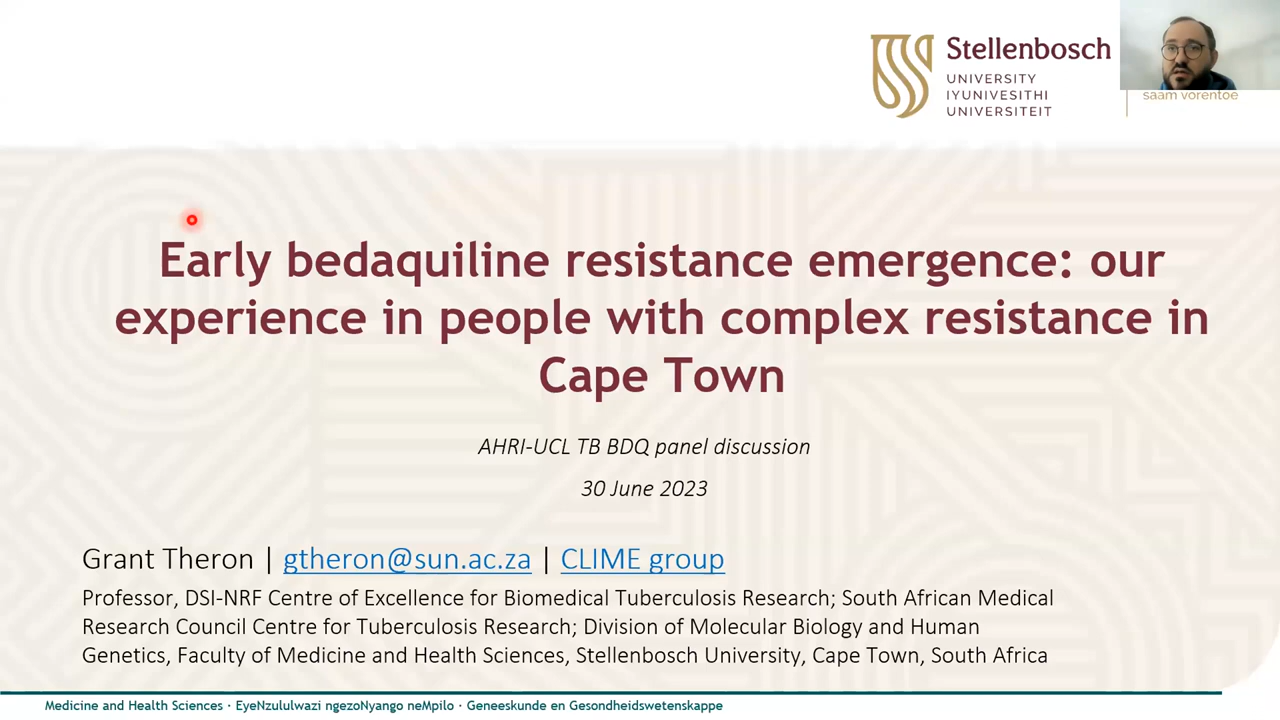 Stellenbosch
UNIVERSITY
IYUNIVESITHI
UNIVERSITEIT
saam vorentoe
Early bedaquiline resistance emergence: our
experience in people with complex resistance in
Cape Town
AHRI-UCL TB BDQ panel discussion
30 June 2023
Grant Theron | gtheron@sun.ac.za | CLIME group
Professor, DSI-NRF Centre of Excellence for Biomedical Tuberculosis Research; South African Medical
Research Council Centre for Tuberculosis Research; Division of Molecular Biology and Human
Genetics, Faculty of Medicine and Health Sciences, Stellenbosch University, Cape Town, South Africa
Medicine and Health Sciences · EyeNzululwazi ngezoNyango neMpilo · Geneeskunde en Gesondheidswetenskappe